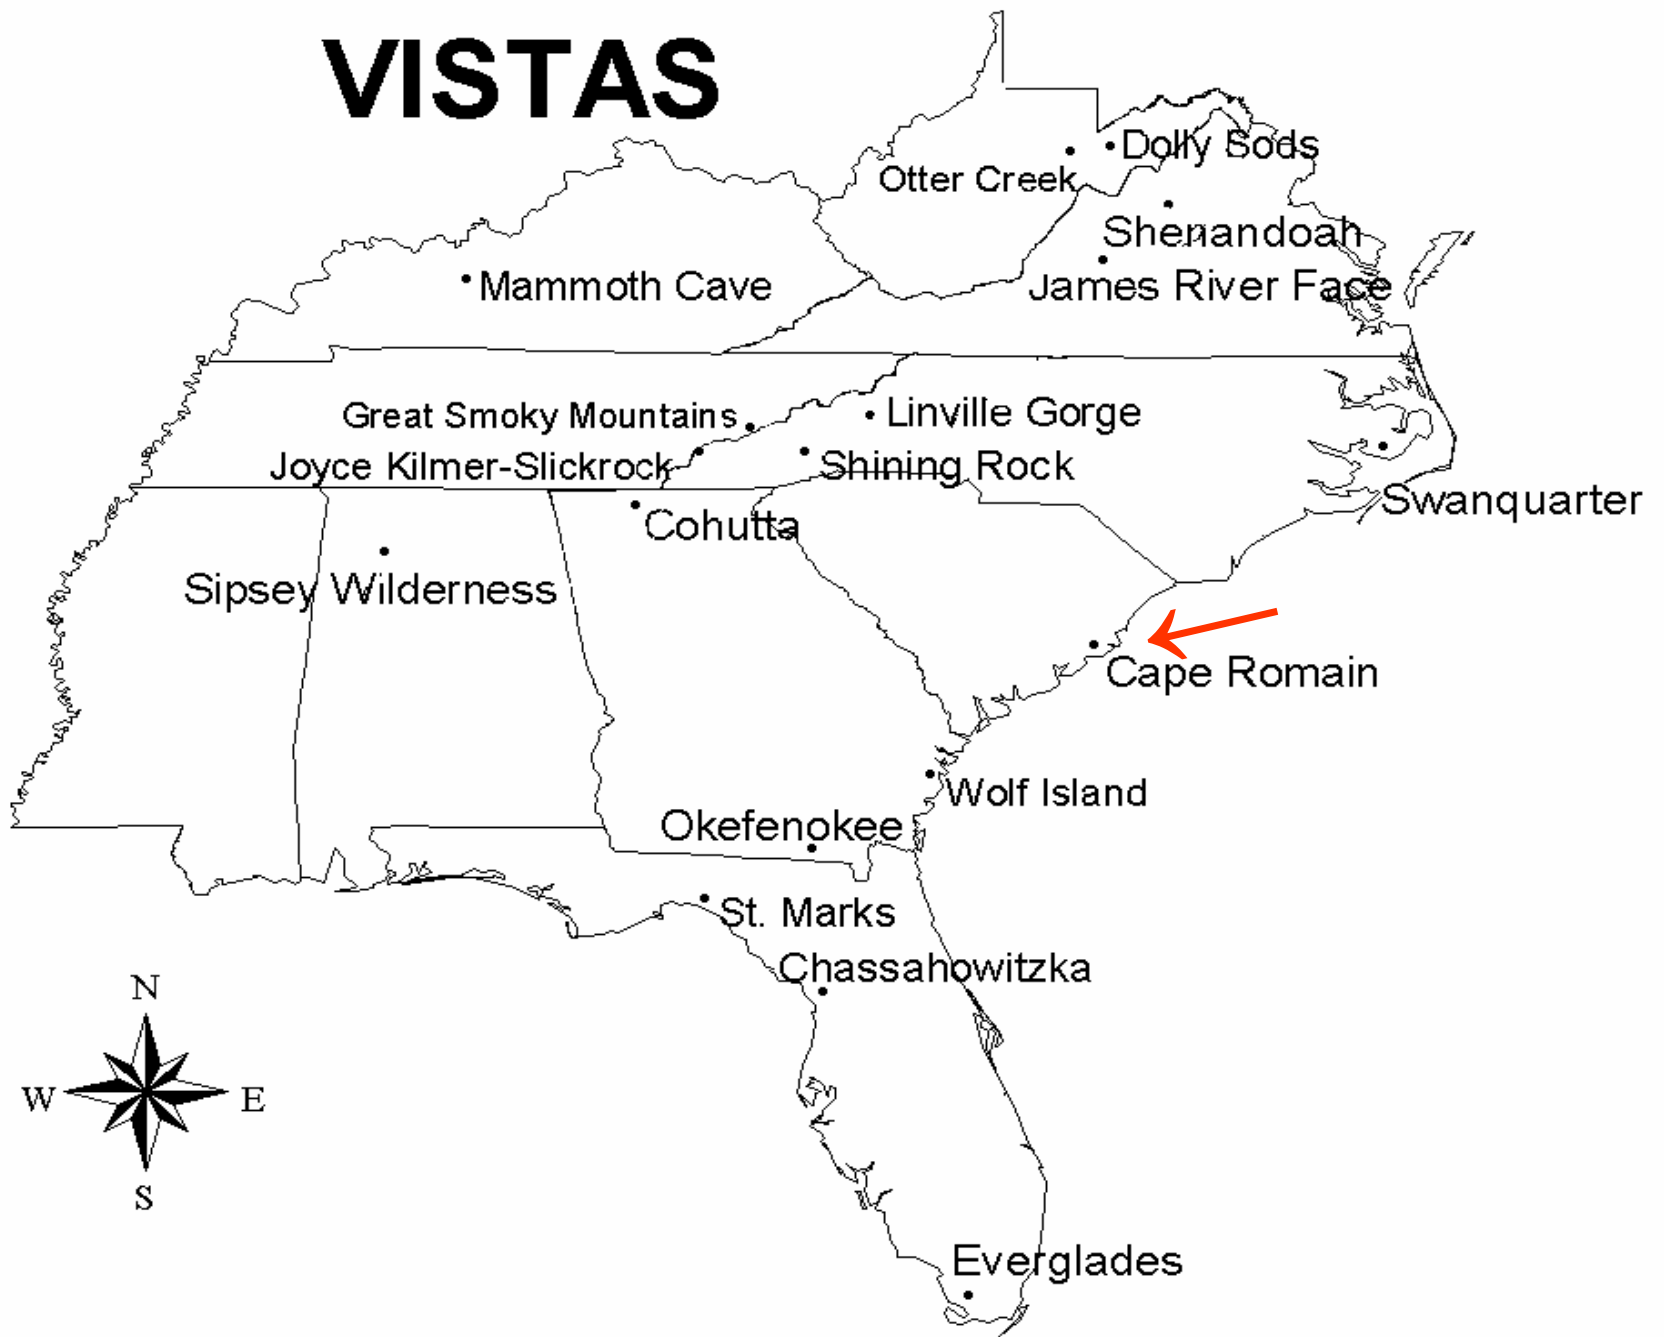 VISTAS
Dolly Sods
Otter Creek
Shenandoah
Mammoth Cave
James River Face
Great Smoky Mountains
Linville Gorge
Joyce Kilmer-Slickrock
Shining Rock
Swanquarter
Cohutta
Sipsey Wilderness
Cape Romain
Wolf Island
Okefenokee
St. Marks
Chassahowitzka
N
W
E
S
Everglades